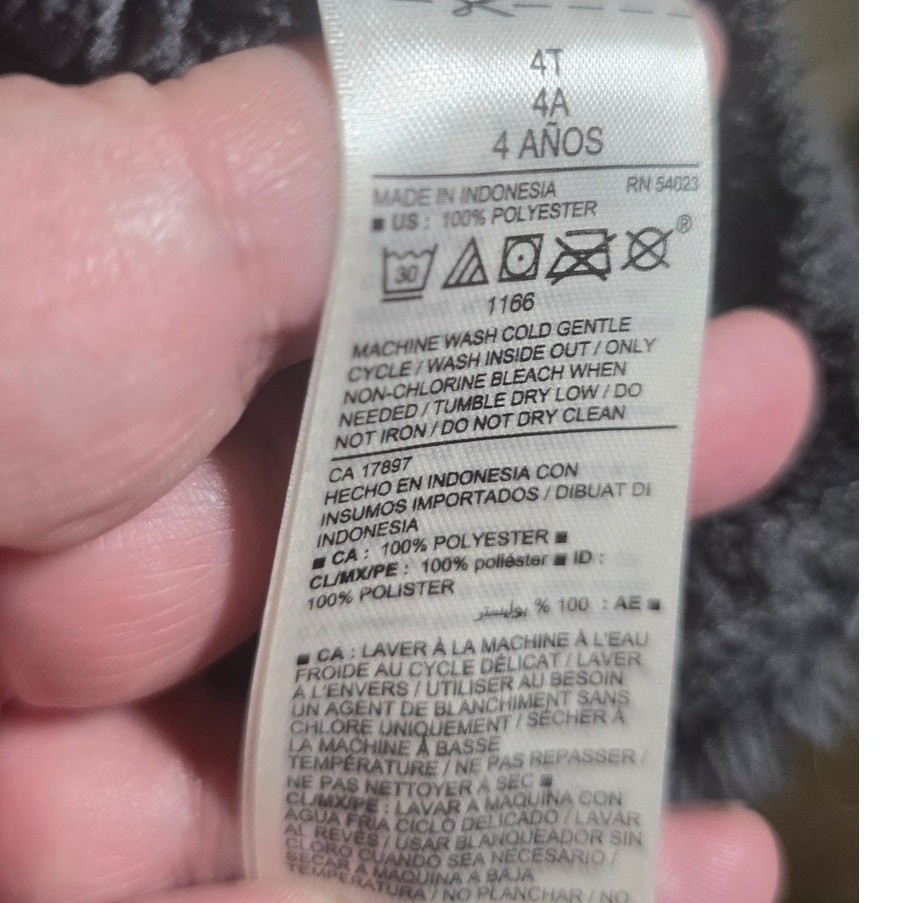 4T
4A
4 AÑOS
MADE IN INDONESIA RN 54023
■ US : 100% POLYESTER
30 ®
1166
MACHINE WASH COLD GENTLE
CYCLE / WASH INSIDE OUT / ONLY
NON-CHLORINE BLEACH WHEN
NEEDED / TUMBLE DRY LOW / DO
NOT IRON / DO NOT DRY CLEAN
CA 17897
HECHO EN INDONESIA CON
INSUMOS IMPORTADOS / DIBUAT DI
INDONESIA
■ CA : 100% POLYESTER ■
CL/MX/PE : 100% poliéster ■ ID :
100% POLISTER
■ AE : 100 % بوليستر
■ CA : LAVER À LA MACHINE À L'EAU
FROIDE AU CYCLE DÉLICAT / LAVER
À L'ENVERS / UTILISER AU BESOIN
UN AGENT DE BLANCHIMENT SANS
CHLORE UNIQUEMENT / SÉCHER À
LA MACHINE À BASSE
TEMPÉRATURE / NE PAS REPASSER /
NE PAS NETTOYER À SEC ■
CL/MX/PE : LAVAR A MAQUINA CON
AGUA FRIA CICLO DELICADO / LAVAR
AL REVÉS / USAR BLANQUEADOR SIN
CLORO CUANDO SEA NECESARIO /
SECAR A MAQUINA A BAJA
TEMPERATURA / NO PLANCHAR / NO